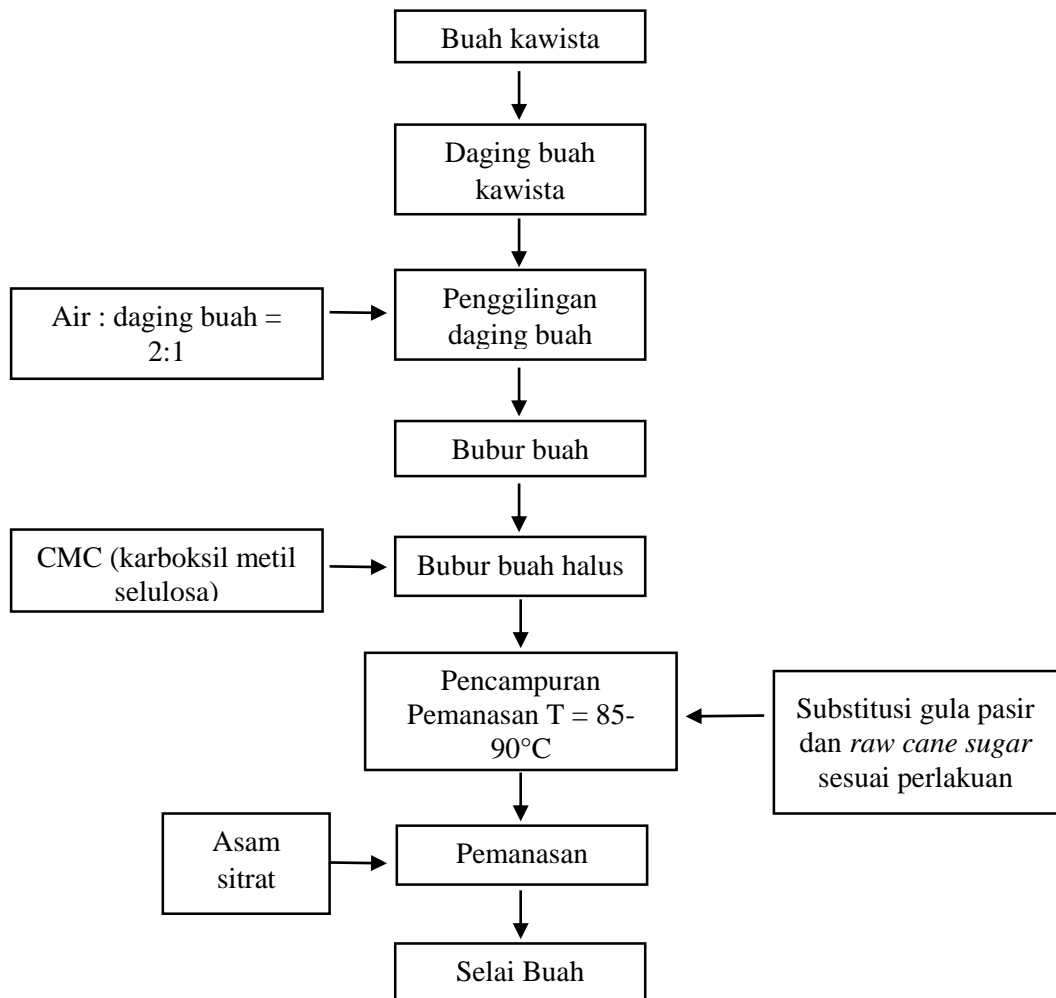 Buah kawista
Daging buah
kawista
Air : daging buah =
2:1
Penggilingan
daging buah
Bubur buah
CMC (karboksil metil
selulosa)
Bubur buah halus
Pencampuran
Pemanasan T = 85-
90°C
Substitusi gula pasir
dan raw cane sugar
sesuai perlakuan
Asam
sitrat
Pemanasan
Selai Buah